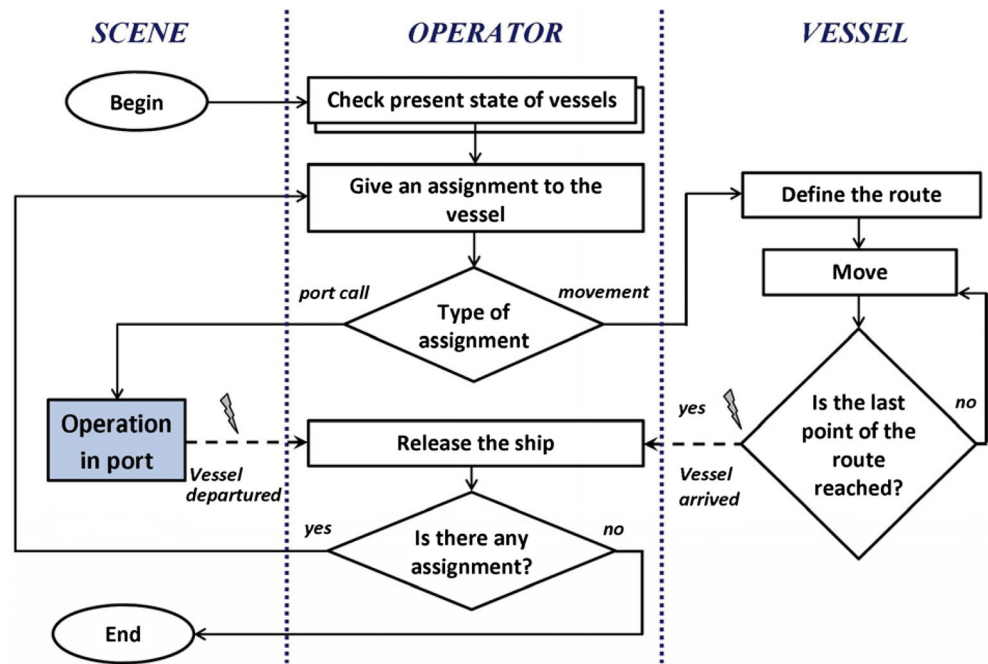 SCENE
OPERATOR
VESSEL
Begin
Check present state of vessels
Give an assignment to the
vessel
Define the route
Move
port call
movement
Type of
assignment
Operation
in port
Vessel
departured
Release the ship
yes
Vessel
arrived
Is the last
point of the
route
reached?
no
yes
Is there any
assignment?
no
End